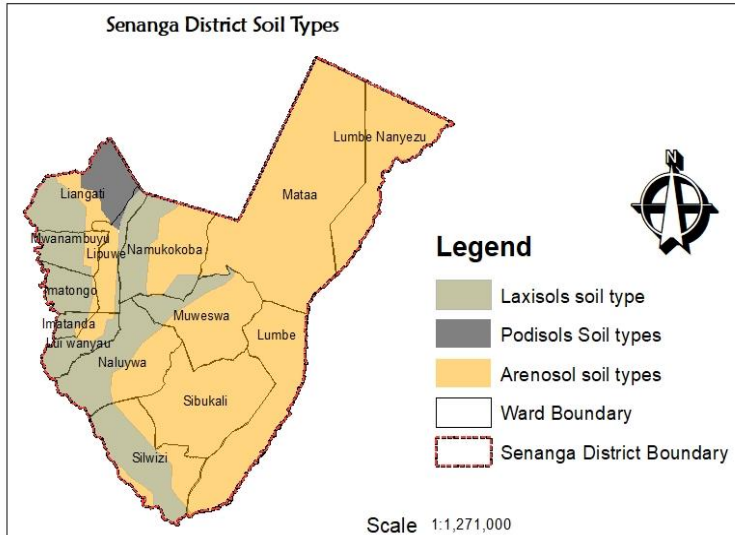 Senanga District Soil Types
Lumbe Nanyezu
Mataa
Liangati
Mwanambuyu
Lipuwe
Namukokoba
Imatongo
Muweswa
Imatanda
Lumbe
Lui wanyau
Naluywa
Sibukali
Silwizi
N
Legend
Laxisols soil type
Podisols Soil types
Arenosol soil types
Ward Boundary
Senanga District Boundary
Scale 1:1,271,000